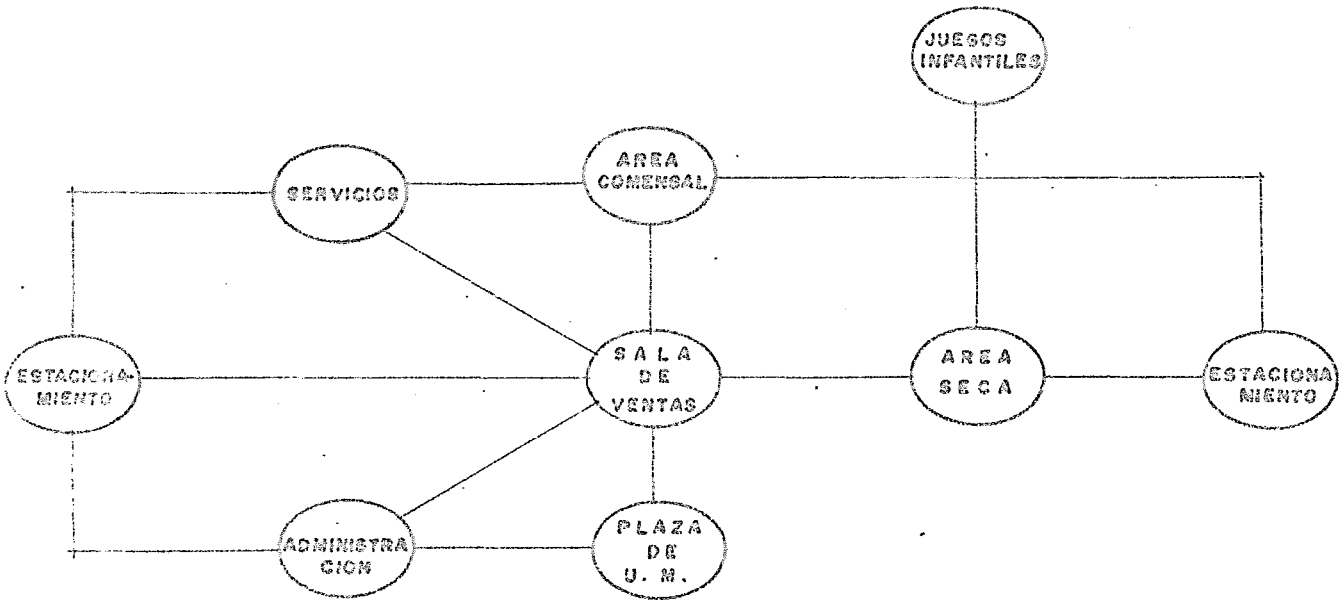 JUEGOS
INFANTILES
AREA
COMENSAL
SERVICIOS
SALA
DE
VENTAS
AREA
SECA
ESTACIONA-
MIENTO
ESTACIONA
MIENTO
ADMINISTRA
CION
PLAZA
DE
U. M.